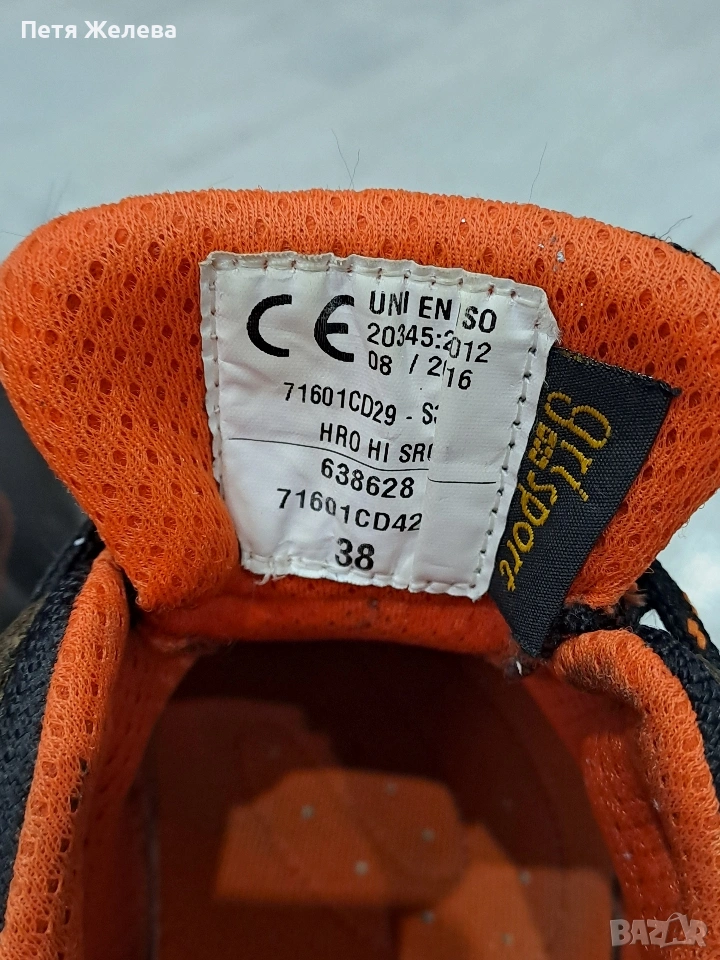 Петя Желева
CE
UNI EN ISO
20345:2012
08 / 2016
71601CD29 - S3
HRO HI SR
638628
71601CD42
38
grisport
BAZAR